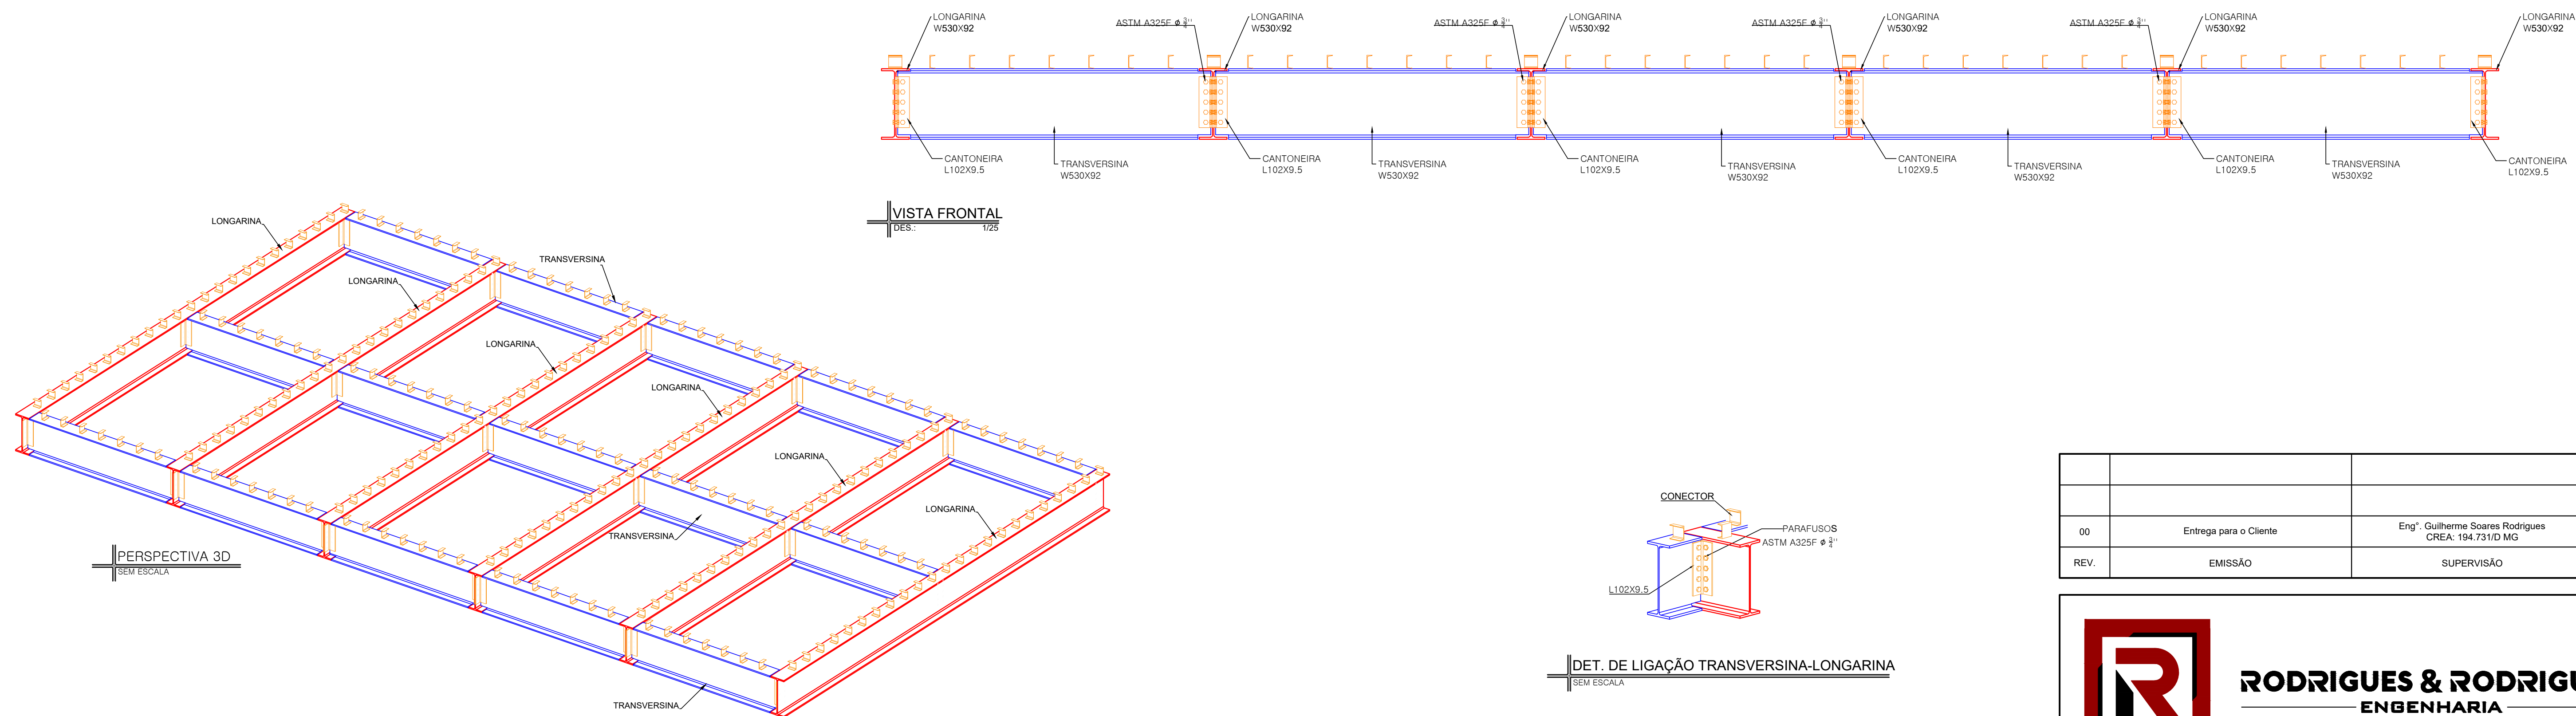 LONGARINA
W530X92
ASTM A325F ø 3/4''
LONGARINA
W530X92
ASTM A325F ø 3/4''
LONGARINA
W530X92
ASTM A325F ø 3/4''
LONGARINA
W530X92
ASTM A325F ø 3/4''
LONGARINA
W530X92
LONGARINA
W530X92
CANTONEIRA
L102X9.5
TRANSVERSINA
W530X92
CANTONEIRA
L102X9.5
TRANSVERSINA
W530X92
CANTONEIRA
L102X9.5
TRANSVERSINA
W530X92
CANTONEIRA
L102X9.5
TRANSVERSINA
W530X92
CANTONEIRA
L102X9.5
TRANSVERSINA
W530X92
CANTONEIRA
L102X9.5
VISTA FRONTAL
DES.: 1/25
LONGARINA
TRANSVERSINA
LONGARINA
LONGARINA
LONGARINA
LONGARINA
LONGARINA
TRANSVERSINA
TRANSVERSINA
PERSPECTIVA 3D
SEM ESCALA
CONECTOR
PARAFUSOS
ASTM A325F ø 3/4''
L102X9.5
DET. DE LIGAÇÃO TRANSVERSINA-LONGARINA
SEM ESCALA
00 Entrega para o Cliente Eng°. Guilherme Soares Rodrigues
CREA: 194.731/D MG
REV. EMISSÃO SUPERVISÃO
RODRIGUES & RODRIGU
ENGENHARIA